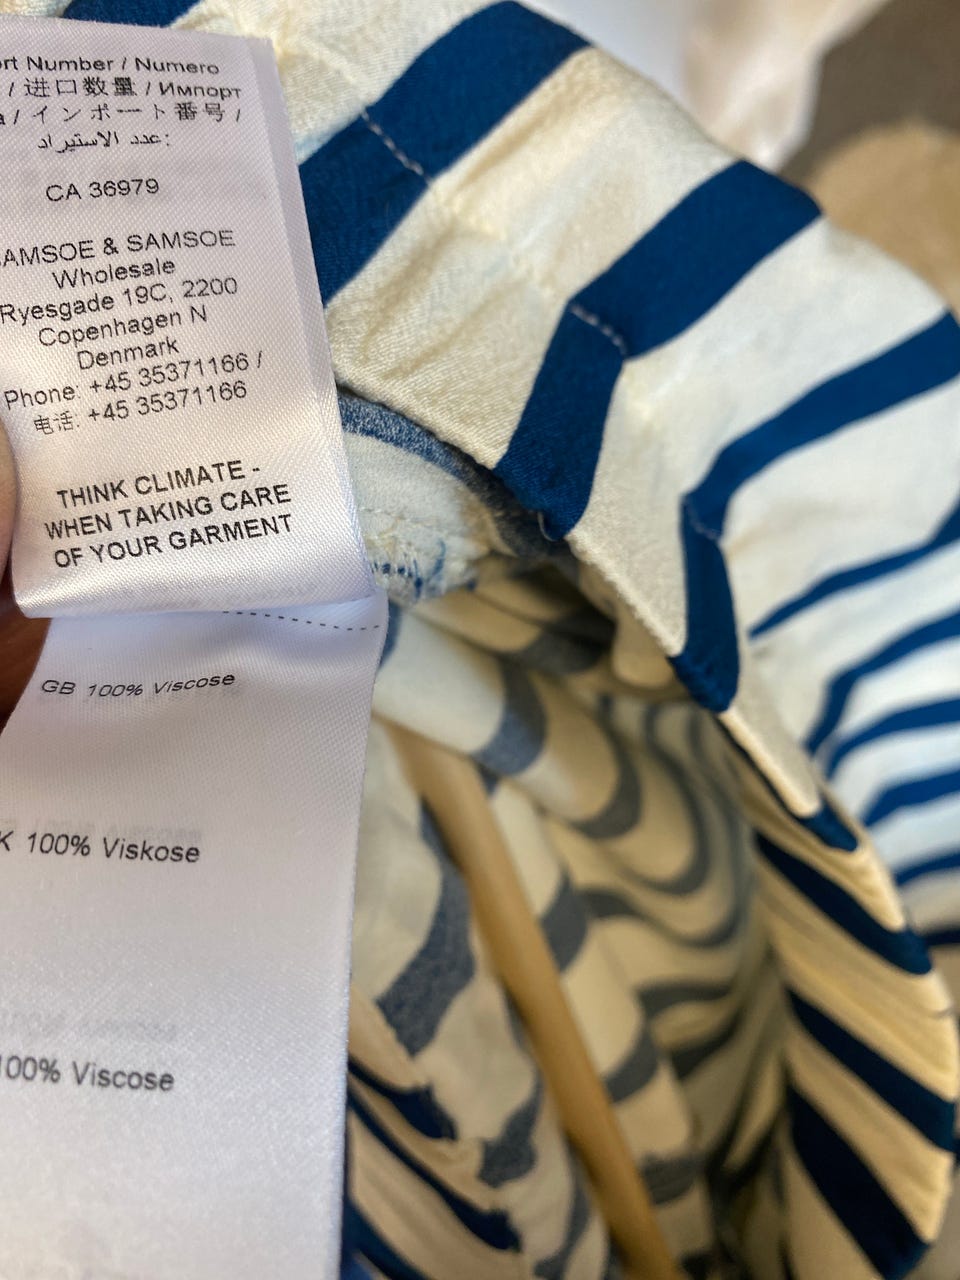 rt Number / Numero
/ 进口数量 / Импорт
a / インポート番号 /
عدد الاستيراد:
CA 36979
AMSOE & SAMSOE
Wholesale
Ryesgade 19C, 2200
Copenhagen N
Denmark
Phone: +45 35371166 /
电话: +45 35371166
THINK CLIMATE -
WHEN TAKING CARE
OF YOUR GARMENT
GB 100% Viscose
K 100% Viskose
100% Viscose